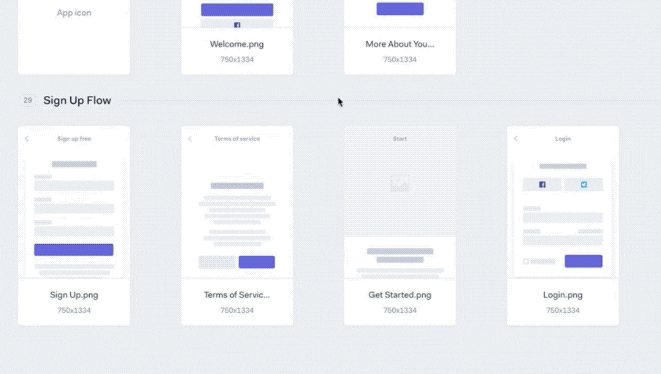 App icon
Welcome.png
More About You...
750x1334
750x1334
29 Sign Up Flow
Sign up free
Terms of service
Start
Login
Sign Up.png
Terms of Servic...
Get Started.png
Login.png
750x1334
750x1334
750x1334
750x1334